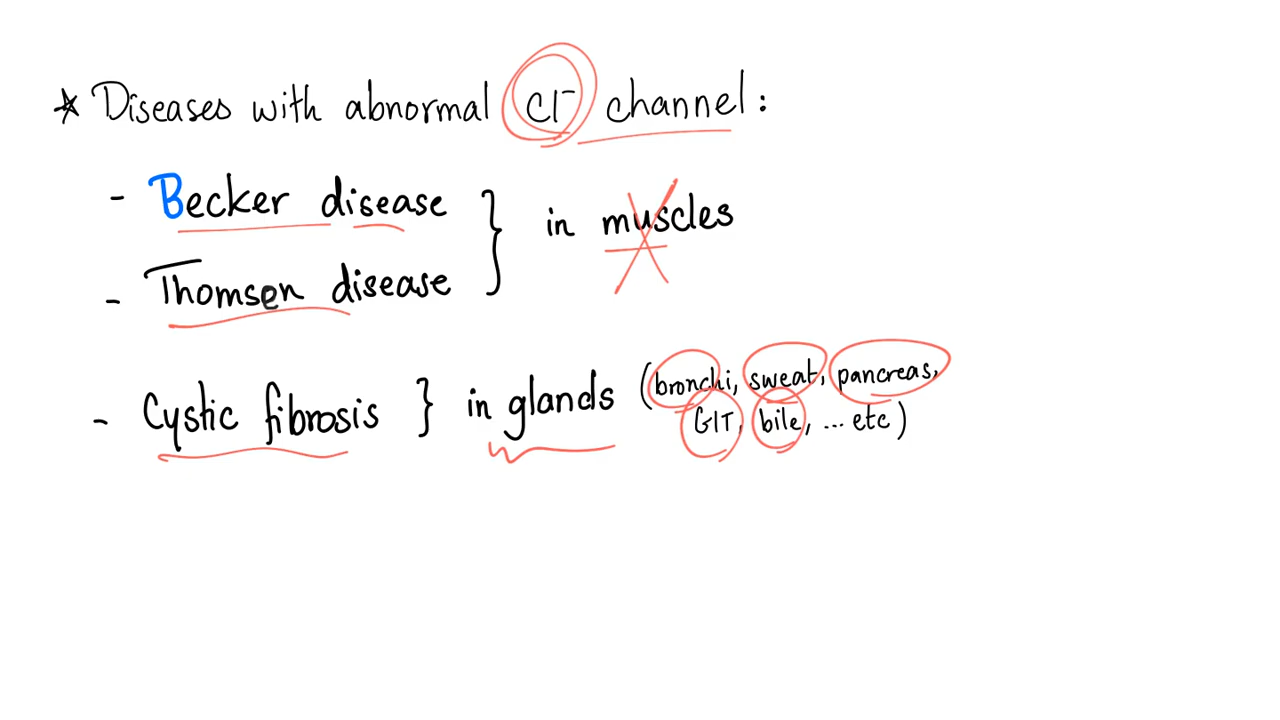 * Diseases with abnormal Cl⁻ channel:
- Becker disease } in muscles
- Thomsen disease
- Cystic fibrosis } in glands (bronchi, sweat, pancreas,
GIT, bile, ... etc)